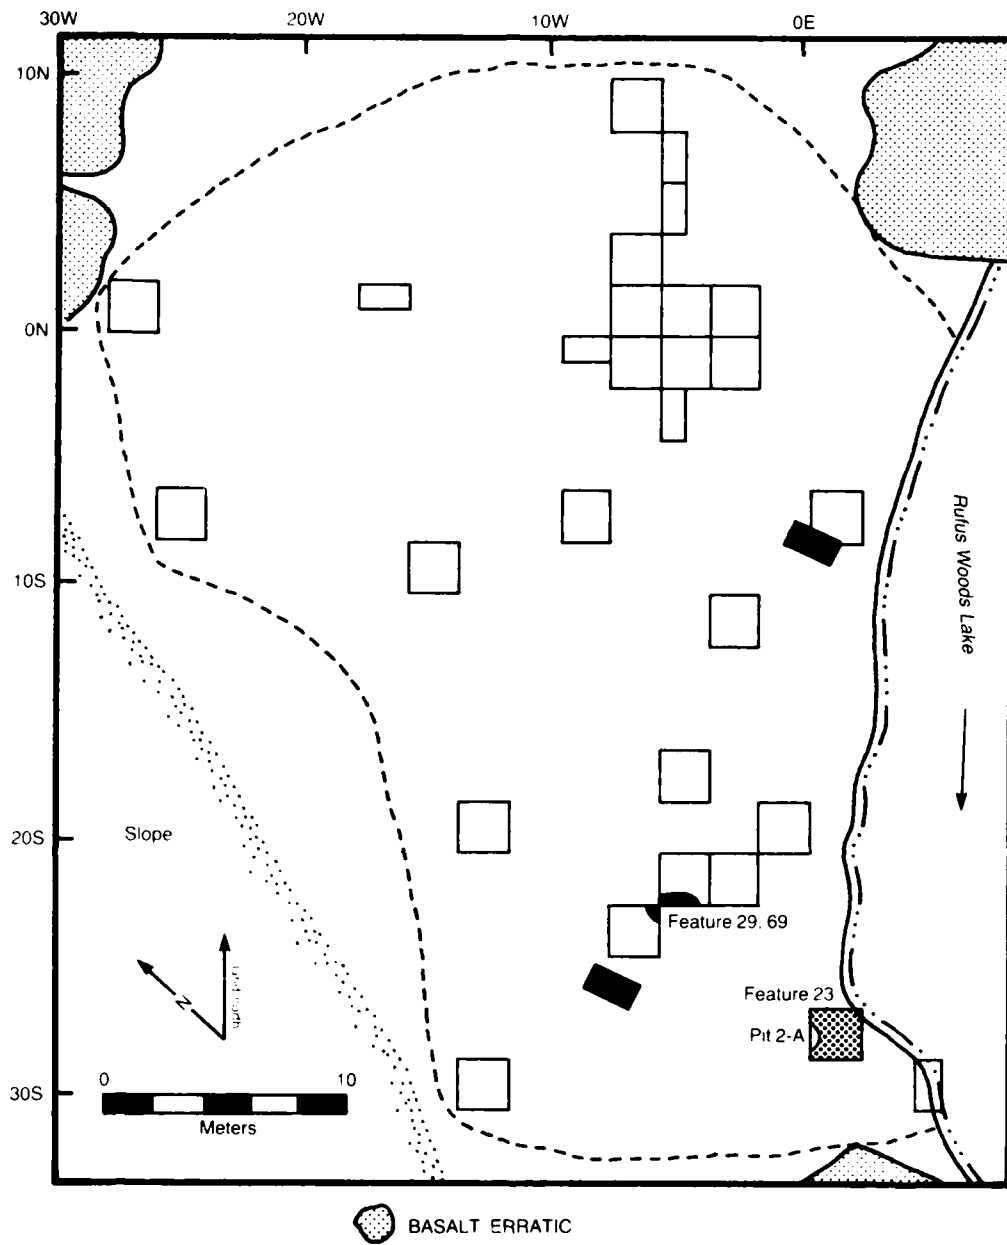 30W 20W 10W 0E
10N
0N
Rufus Woods Lake
10S
20S
Slope
Feature 29. 69
N
Feature 23
Pit 2-A
0 10
30S
Meters
BASALT ERRATIC